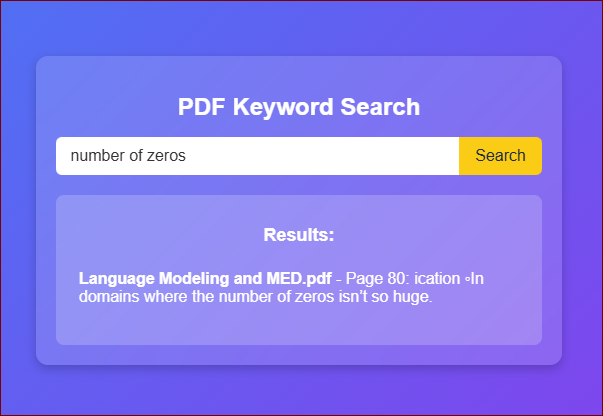 PDF Keyword Search
number of zeros
Search
Results:
Language Modeling and MED.pdf - Page 80: ication ◦In
domains where the number of zeros isn’t so huge.